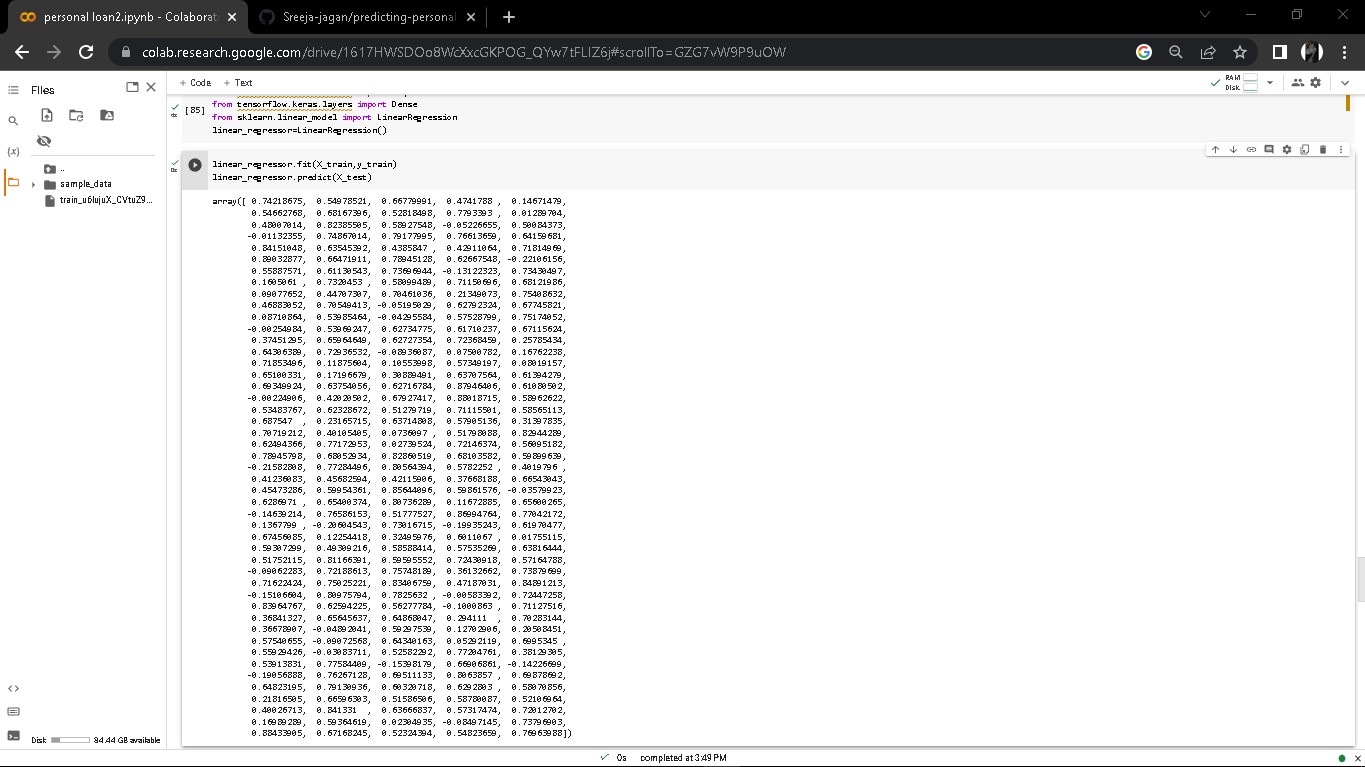 personal loan2.ipynb - Colaborat
Sreeja-jagan/predicting-personal
colab.research.google.com/drive/1617HWSDOo8WcXxcGKPOG_QYw7tFLIZ6j#scrollTo=GZG7vW9P9uOW
Files
+ Code + Text
RAM
Disk
..
sample_data
train_u6lujuX_CVtuZ9...
[85]
from tensorflow.keras.layers import Dense
from sklearn.linear_model import LinearRegression
linear_regressor=LinearRegression()
linear_regressor.fit(X_train,y_train)
linear_regressor.predict(X_test)
array([ 0.74218675, 0.54978521, 0.66779991, 0.4741788 , 0.14671479,
0.54662768, 0.68167396, 0.52818498, 0.7793393 , 0.01289704,
0.48007014, 0.82385505, 0.58927548, -0.05226655, 0.50084373,
-0.01132355, 0.74867014, 0.79177995, 0.76613659, 0.64159681,
0.84151048, 0.63545392, 0.4385847 , 0.42911064, 0.71814969,
0.89032877, 0.66471911, 0.78945128, 0.62667548, -0.22106156,
0.55887571, 0.61130543, 0.73696944, -0.13122323, 0.73430497,
0.1605061 , 0.7320453 , 0.58099489, 0.71150696, 0.68121986,
0.09077652, 0.44707307, 0.70461036, 0.21349073, 0.75408632,
0.46883052, 0.70549413, -0.05195029, 0.62792324, 0.67745821,
0.08710864, 0.53985464, -0.04295584, 0.57528799, 0.75174052,
-0.00254984, 0.53969247, 0.62734775, 0.61710237, 0.67115624,
0.37451295, 0.65964649, 0.62727354, 0.72368459, 0.25785434,
0.64306389, 0.72936532, -0.08936087, 0.07500782, 0.16762238,
0.71853496, 0.11875604, 0.10553998, 0.57349197, 0.08019157,
0.65100331, 0.17196679, 0.30889491, 0.63707564, 0.61394279,
0.69349924, 0.63754056, 0.62716784, 0.87946406, 0.61080502,
-0.00224906, 0.42020502, 0.67927417, 0.88018715, 0.58962622,
0.53483767, 0.62328672, 0.51279719, 0.71115501, 0.58565113,
0.687547 , 0.23165715, 0.63714808, 0.57905136, 0.31397835,
0.70719212, 0.40105405, 0.0736097 , 0.51798088, 0.82944289,
0.62494366, 0.77172953, 0.02739524, 0.72146374, 0.56095182,
0.78945798, 0.68052934, 0.82860519, 0.68103582, 0.59899639,
-0.21582808, 0.77284496, 0.80564394, 0.5782252 , 0.4019796 ,
0.41236083, 0.45682594, 0.42115906, 0.37668188, 0.66543043,
0.45473286, 0.59954361, 0.85644096, 0.59861576, -0.03579923,
0.6286971 , 0.65400374, 0.80736289, 0.11672885, 0.65600265,
-0.14639214, 0.76586153, 0.51777527, 0.86994764, 0.77042172,
0.1367799 , -0.20604543, 0.73016715, -0.19935243, 0.61970477,
0.67456085, 0.12254418, 0.32495976, 0.6011067 , 0.01755115,
0.59307299, 0.49309216, 0.58588414, 0.57535269, 0.63816444,
0.51752115, 0.81166391, 0.59595552, 0.72430918, 0.57164788,
-0.09062283, 0.72188613, 0.75748189, 0.36132662, 0.73879699,
0.71622424, 0.75025221, 0.83406759, 0.47187031, 0.84891213,
-0.15106604, 0.80975794, 0.7825632 , -0.00583392, 0.72447258,
0.83964767, 0.62594225, 0.56277784, -0.1000863 , 0.71127516,
0.36841327, 0.65645637, 0.64868047, 0.294111 , 0.70283144,
0.36678907, -0.04892041, 0.59297539, 0.12702906, 0.20508451,
0.57540655, -0.09072568, 0.64340163, 0.05292119, 0.6995345 ,
0.55929426, -0.03083711, 0.52582292, 0.77204761, 0.38129305,
0.53913831, 0.77584409, -0.15398179, 0.66906861, -0.14226699,
-0.19056888, 0.76267128, 0.69511133, 0.8063857 , 0.69878692,
0.64823195, 0.79130936, 0.60320718, 0.6292803 , 0.58070856,
0.21816505, 0.66596303, 0.51586506, 0.58780087, 0.52106964,
0.40026713, 0.841331 , 0.63666837, 0.57317474, 0.72012702,
0.16989289, 0.59364619, 0.02304935, -0.08497145, 0.73796903,
0.88433905, 0.67168245, 0.52324394, 0.54823659, 0.76963988])
Disk
84.44 GB available
0s completed at 3:49 PM